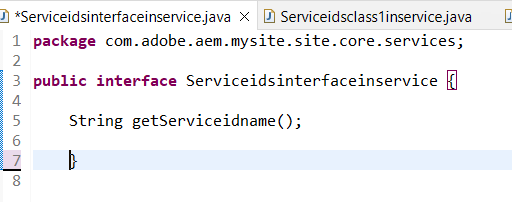 *Serviceidsinterfaceinservice.java Serviceidsclass1inservice.java
1 package com.adobe.aem.mysite.site.core.services;
2
3 public interface Serviceidsinterfaceinservice {
4
5 String getServiceidname();
6
7 }
8